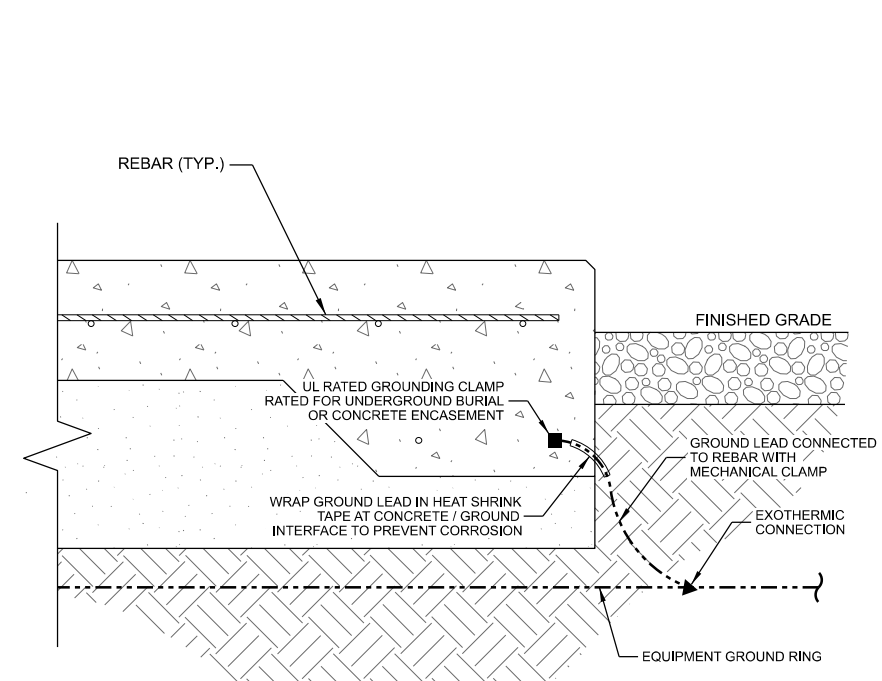 REBAR (TYP.)
FINISHED GRADE
UL RATED GROUNDING CLAMP
RATED FOR UNDERGROUND BURIAL
OR CONCRETE ENCASEMENT
GROUND LEAD CONNECTED
TO REBAR WITH
MECHANICAL CLAMP
WRAP GROUND LEAD IN HEAT SHRINK
TAPE AT CONCRETE / GROUND
INTERFACE TO PREVENT CORROSION
EXOTHERMIC
CONNECTION
EQUIPMENT GROUND RING